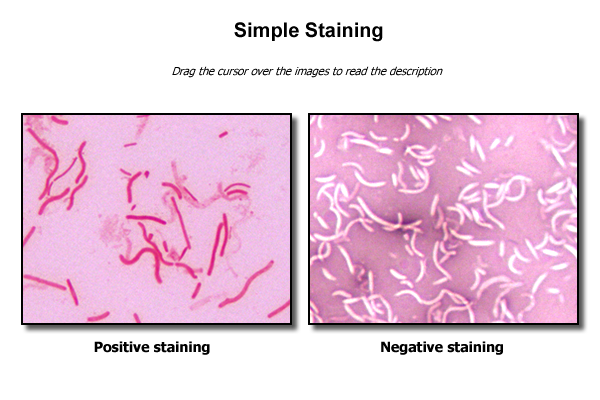 Simple Staining
Drag the cursor over the images to read the description
Positive staining
Negative staining